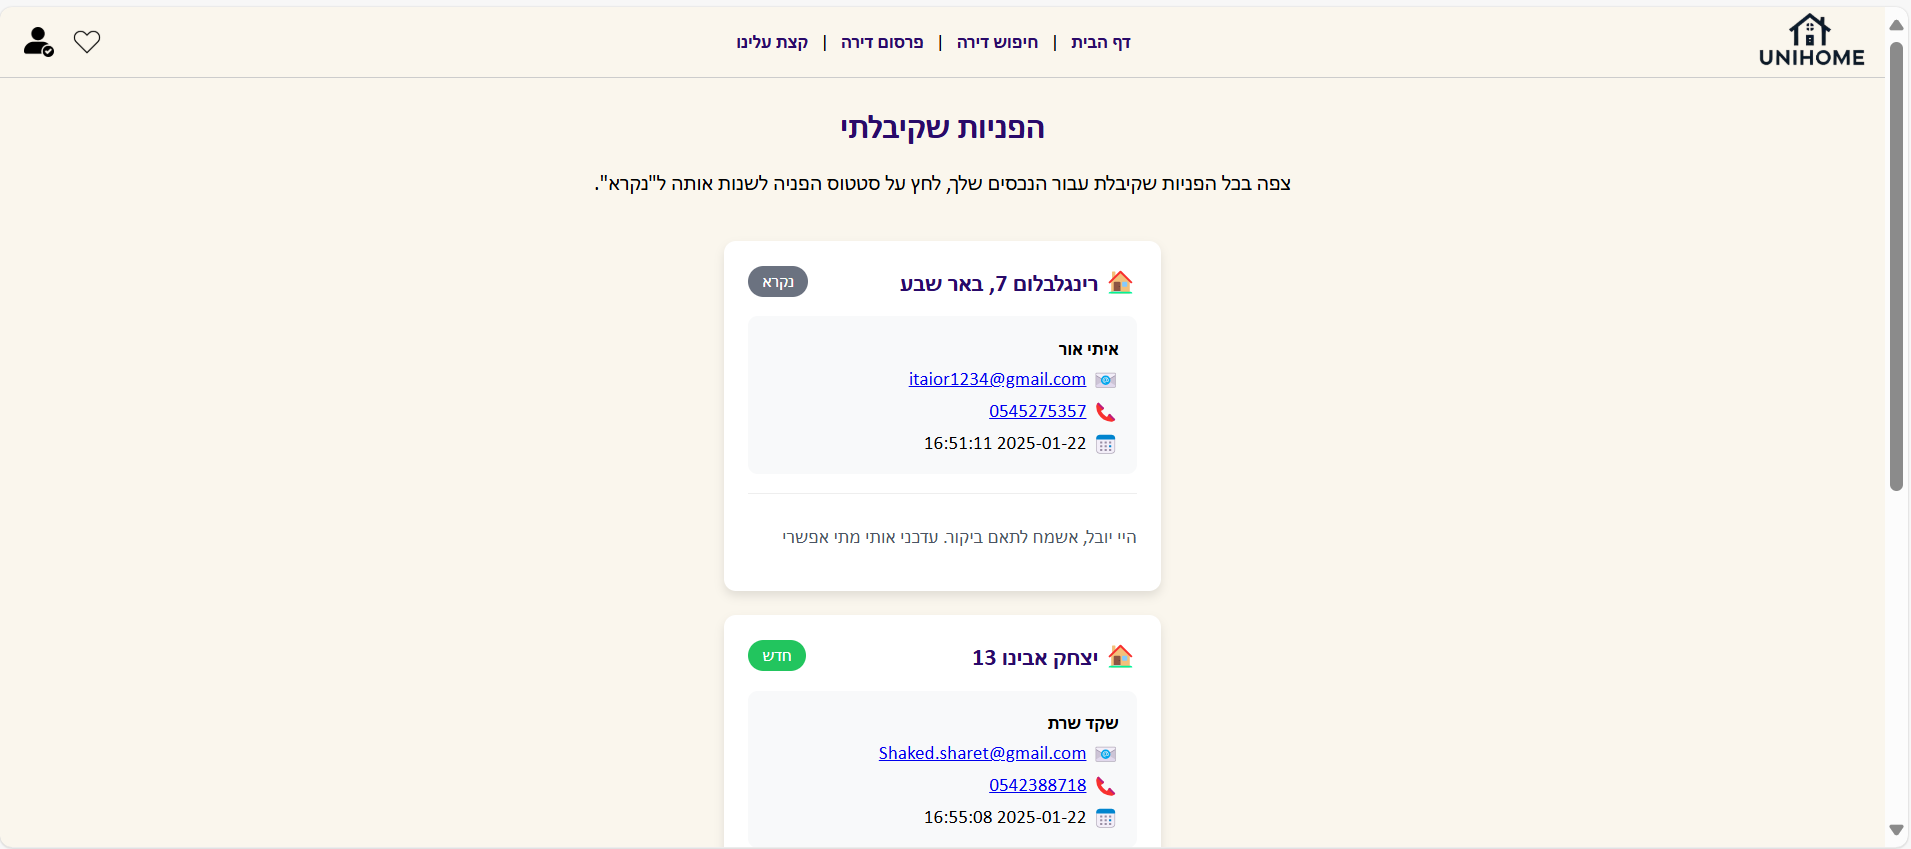 UNIHOME
דף הבית | חיפוש דירה | פרסום דירה | קצת עלינו
הפניות שקיבלתי
צפה בכל הפניות שקיבלת עבור הנכסים שלך, לחץ על סטטוס הפניה לשנות אותה ל"נקרא".
רינגלבלום 7, באר שבע
נקרא
איתי אור
itaior1234@gmail.com
0545275357
16:51:11 2025-01-22
היי יובל, אשמח לתאם ביקור. עדכני אותי מתי אפשרי
יצחק אבינו 13
חדש
שקד שרת
Shaked.sharet@gmail.com
0542388718
16:55:08 2025-01-22